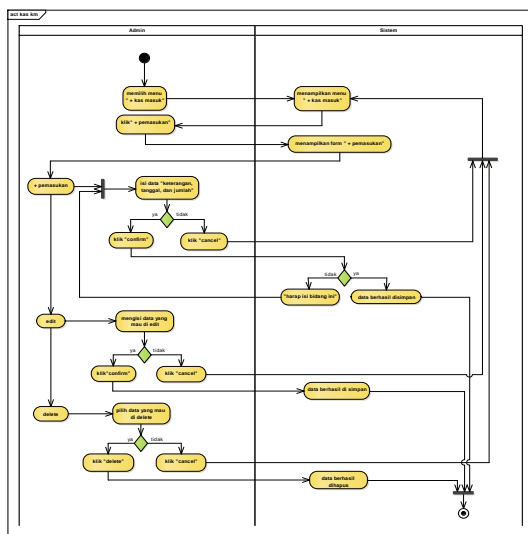 act kas km
Admin
Sistem
memilih menu
" + kas masuk"
menampilkan menu
" + kas masuk"
klik" + pemasukan"
menampilkan form " + pemasukan"
+ pemasukan
isi data "keterangan,
tanggal, dan jumlah"
ya
tidak
klik "confirm"
klik "cancel"
tidak
ya
"harap isi bidang ini"
data berhasil disimpan
edit
mengisi data yang
mau di edit
ya
tidak
klik"confirm"
klik "cancel"
data berhasil di simpan
delete
pilih data yang mau
di delete
ya
tidak
klik "delete"
klik "cancel"
data berhasil
dihapus